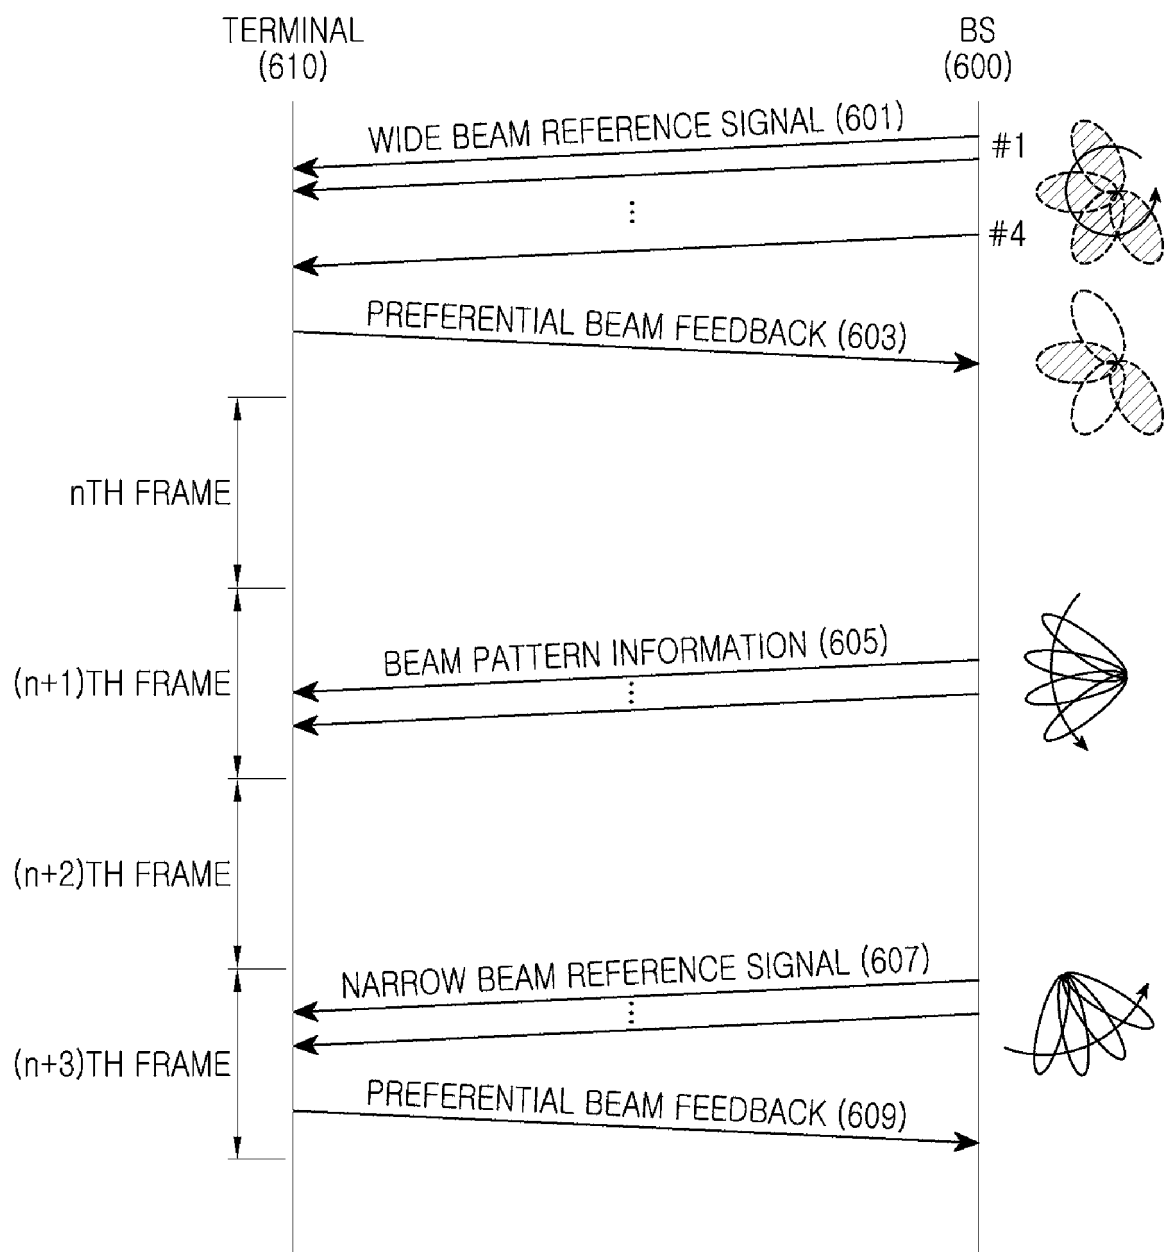 TERMINAL
(610)
BS
(600)
WIDE BEAM REFERENCE SIGNAL (601)
#1
#4
PREFERENTIAL BEAM FEEDBACK (603)
nTH FRAME
BEAM PATTERN INFORMATION (605)
(n+1)TH FRAME
(n+2)TH FRAME
NARROW BEAM REFERENCE SIGNAL (607)
(n+3)TH FRAME
PREFERENTIAL BEAM FEEDBACK (609)